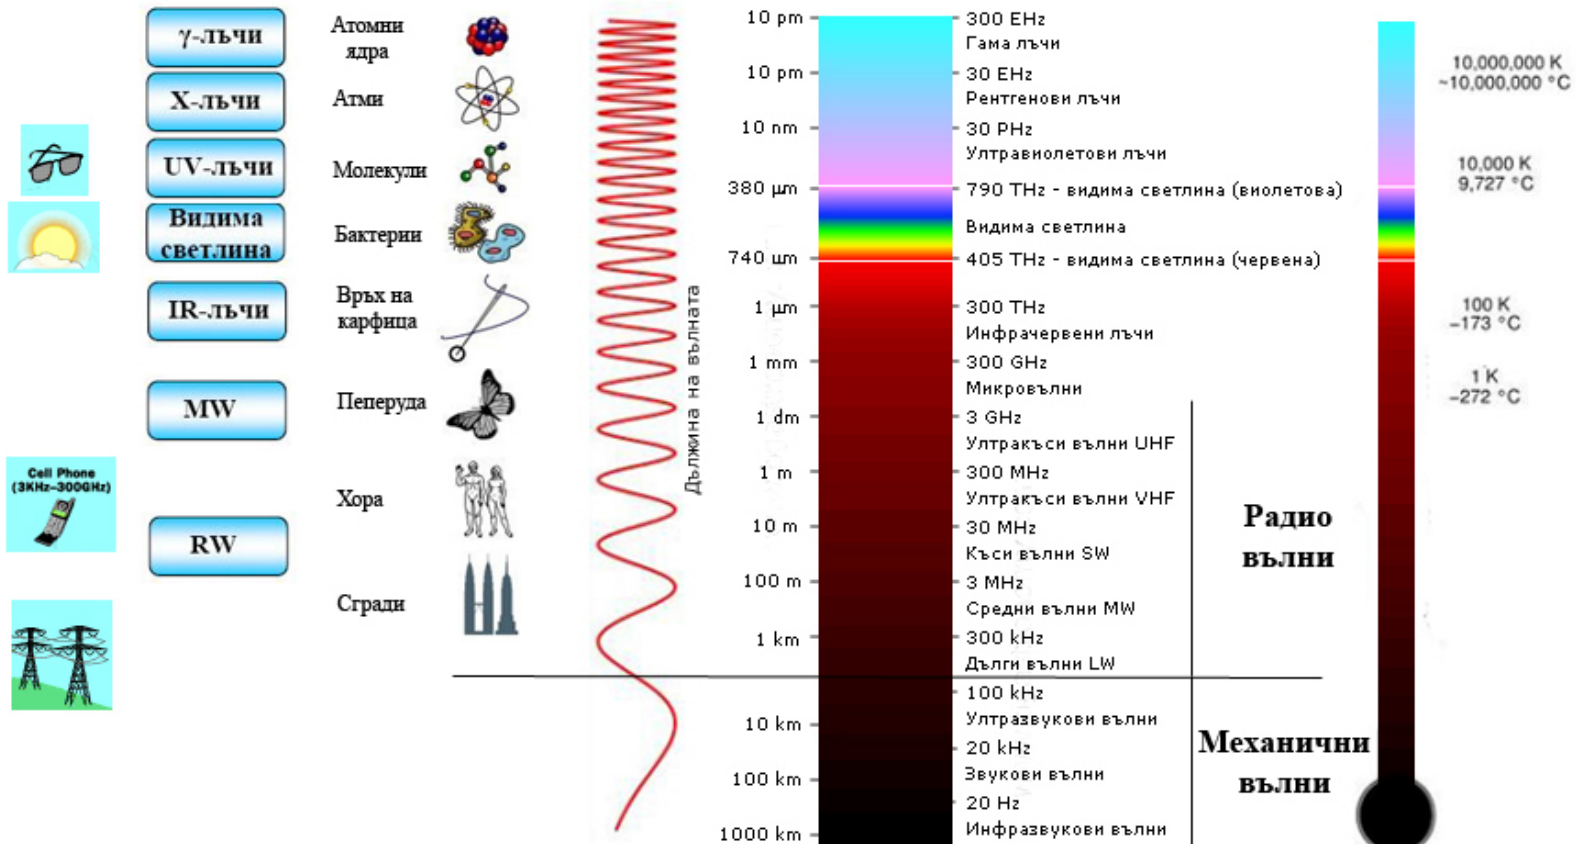 γ-лъчи
X-лъчи
UV-лъчи
Видима
светлина
IR-лъчи
MW
RW
Cell Phone
(3KHz–300GHz)
Атомни
ядра
Атми
Молекули
Бактерии
Връх на
карфица
Пеперуда
Хора
Сгради
Дължина на вълната
10 pm
10 pm
10 nm
380 μm
740 μm
1 μm
1 mm
1 dm
1 m
10 m
100 m
1 km
10 km
100 km
1000 km
300 EHz
Гама лъчи
30 EHz
Рентгенови лъчи
30 PHz
Ултравиолетови лъчи
790 THz - видима светлина (виолетова)
Видима светлина
405 THz - видима светлина (червена)
300 THz
Инфрачервени лъчи
300 GHz
Микровълни
3 GHz
Ултракъси вълни UHF
300 MHz
Ултракъси вълни VHF
30 MHz
Къси вълни SW
3 MHz
Средни вълни MW
300 kHz
Дълги вълни LW
100 kHz
Ултразвукови вълни
20 kHz
Звукови вълни
20 Hz
Инфразвукови вълни
Радио
вълни
Механични
вълни
10,000,000 K
~10,000,000 °C
10,000 K
9,727 °C
100 K
−173 °C
1 K
−272 °C